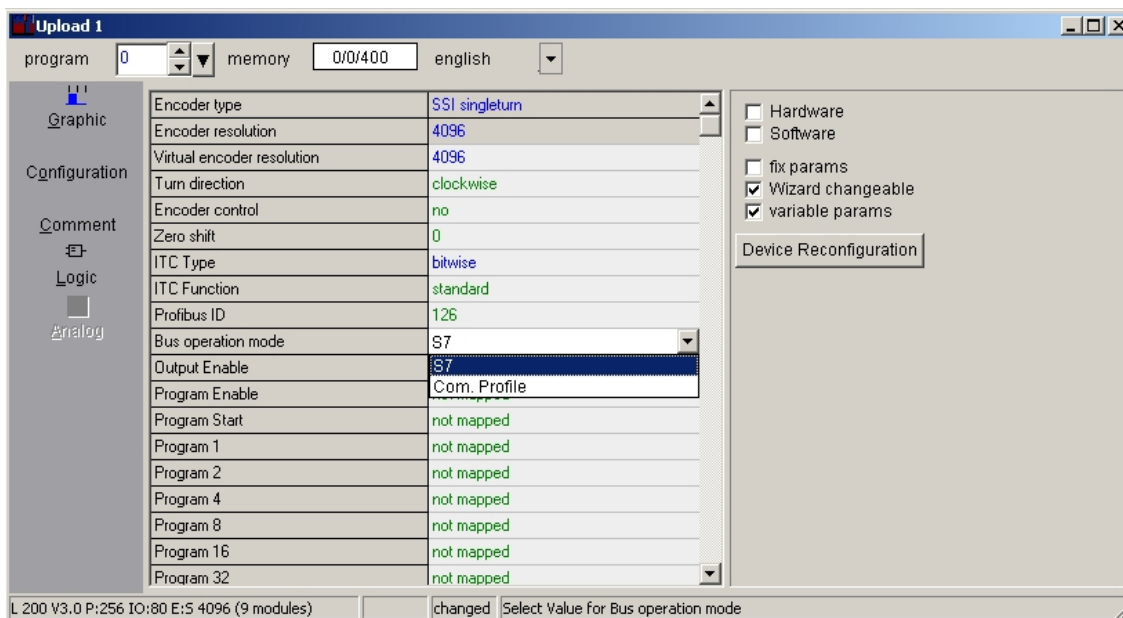 Upload 1
program 0 memory 0/0/400 english
Graphic
Configuration
Comment
Logic
Analog
Encoder type SSI singleturn
Encoder resolution 4096
Virtual encoder resolution 4096
Turn direction clockwise
Encoder control no
Zero shift 0
ITC Type bitwise
ITC Function standard
Profibus ID 126
Bus operation mode S7
Output Enable S7
Com. Profile
Program Enable
Program Start not mapped
Program 1 not mapped
Program 2 not mapped
Program 4 not mapped
Program 8 not mapped
Program 16 not mapped
Program 32 not mapped
Hardware
Software
fix params
Wizard changeable
variable params
Device Reconfiguration
L 200 V3.0 P:256 IO:80 E:S 4096 (9 modules) changed Select Value for Bus operation mode